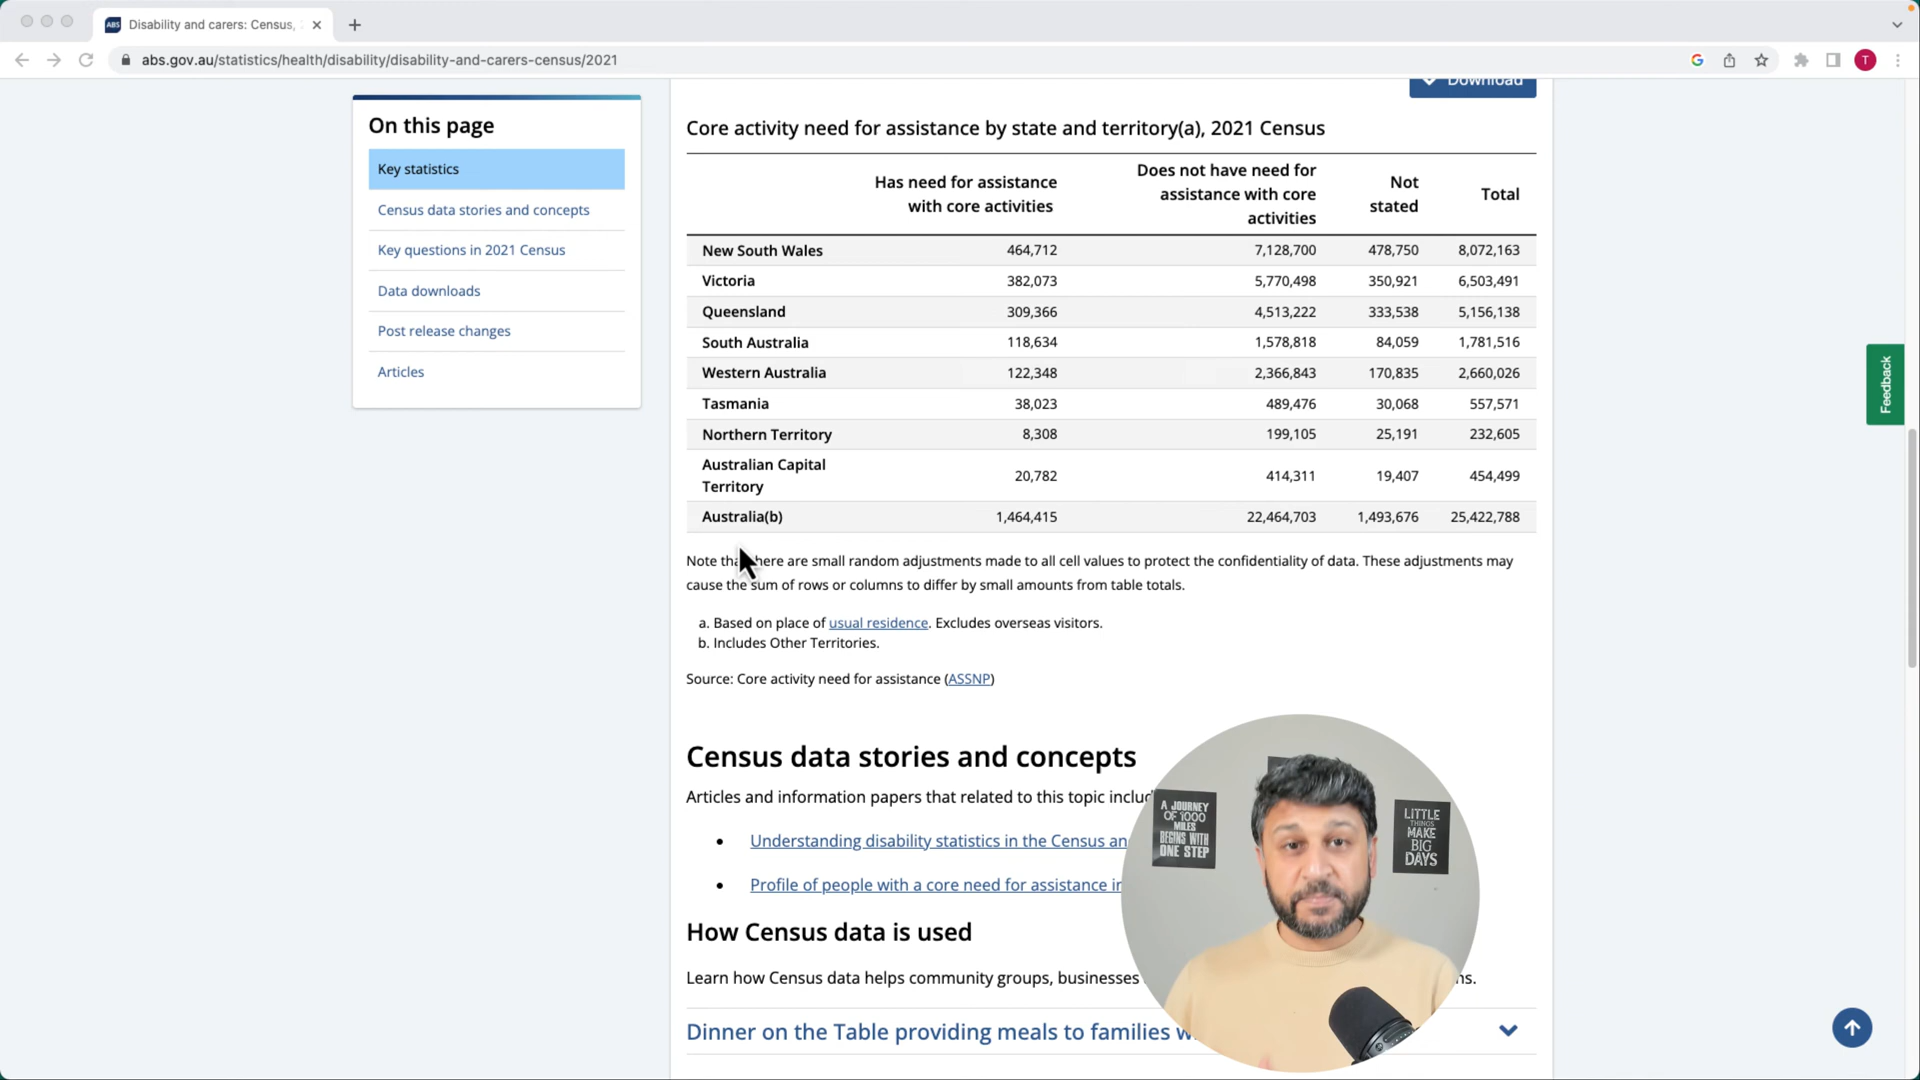 Disability and carers: Census,
abs.gov.au/statistics/health/disability/disability-and-carers-census/2021
T
Download
On this page
Key statistics
Census data stories and concepts
Key questions in 2021 Census
Data downloads
Post release changes
Articles
Core activity need for assistance by state and territory(a), 2021 Census
Has need for assistance with core activities Does not have need for assistance with core activities Not stated Total
New South Wales 464,712 7,128,700 478,750 8,072,163
Victoria 382,073 5,770,498 350,921 6,503,491
Queensland 309,366 4,513,222 333,538 5,156,138
South Australia 118,634 1,578,818 84,059 1,781,516
Western Australia 122,348 2,366,843 170,835 2,660,026
Tasmania 38,023 489,476 30,068 557,571
Northern Territory 8,308 199,105 25,191 232,605
Australian Capital Territory 20,782 414,311 19,407 454,499
Australia(b) 1,464,415 22,464,703 1,493,676 25,422,788
Note there are small random adjustments made to all cell values to protect the confidentiality of data. These adjustments may
cause the sum of rows or columns to differ by small amounts from table totals.
a. Based on place of usual residence. Excludes overseas visitors.
b. Includes Other Territories.
Source: Core activity need for assistance (ASSNP)
Census data stories and concepts
Articles and information papers that related to this topic
Understanding disability statistics in the Census
Profile of people with a core need for assistance
How Census data is used
Learn how Census data helps community groups, businesses
Dinner on the Table providing meals to families
Feedback
A JOURNEY
OF 1000
MILES
BEGINS WITH
ONE STEP
LITTLE
THINGS
MAKE
BIG
DAYS